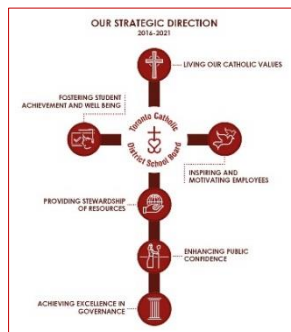 OUR STRATEGIC DIRECTION
2016-2021
LIVING OUR CATHOLIC VALUES
FOSTERING STUDENT
ACHIEVEMENT AND WELL BEING
Toronto Catholic
District School Board
INSPIRING AND
MOTIVATING EMPLOYEES
PROVIDING STEWARDSHIP
OF RESOURCES
ENHANCING PUBLIC
CONFIDENCE
ACHIEVING EXCELLENCE IN
GOVERNANCE